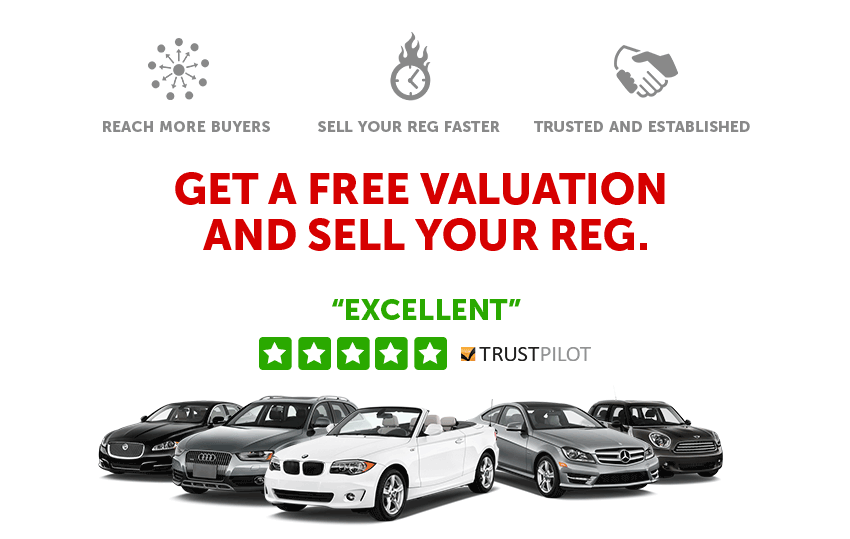 REACH MORE BUYERS
SELL YOUR REG FASTER
TRUSTED AND ESTABLISHED
GET A FREE VALUATION
AND SELL YOUR REG.
“EXCELLENT”
TRUSTPILOT